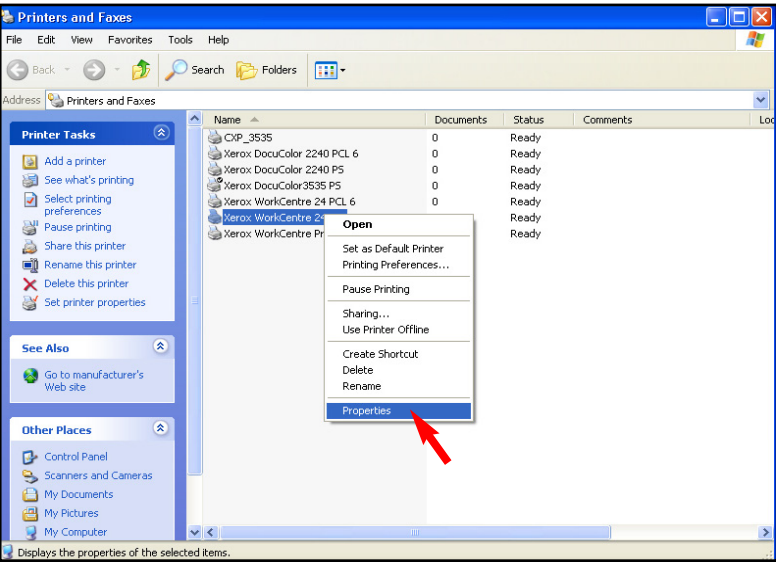 Printers and Faxes
File Edit View Favorites Tools Help
Back Search Folders
Address Printers and Faxes
Printer Tasks
Add a printer
See what's printing
Select printing
preferences
Pause printing
Share this printer
Rename this printer
Delete this printer
Set printer properties
See Also
Go to manufacturer's
Web site
Other Places
Control Panel
Scanners and Cameras
My Documents
My Pictures
My Computer
Name Documents Status Comments Loc
CXP_3535 0 Ready
Xerox DocuColor 2240 PCL 6 0 Ready
Xerox DocuColor 2240 PS 0 Ready
Xerox DocuColor3535 PS 0 Ready
Xerox WorkCentre 24 PCL 6 0 Ready
Xerox WorkCentre 24 Ready
Xerox WorkCentre Pr Ready
Open
Set as Default Printer
Printing Preferences...
Pause Printing
Sharing...
Use Printer Offline
Create Shortcut
Delete
Rename
Properties
Displays the properties of the selected items.